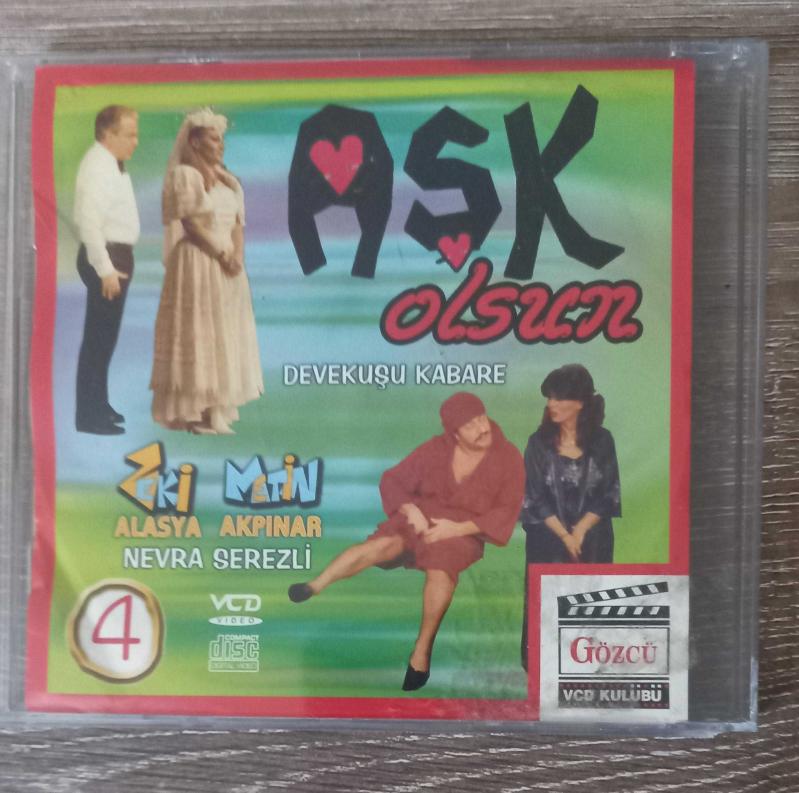 AŞK
olsun
DEVEKUŞU KABARE
ZEKİ METİN
ALASYA AKPINAR
NEVRA SEREZLİ
4
VCD
VIDEO
COMPACT
disc
DIGITAL VIDEO
GÖZCÜ
VCD KULÜBÜ